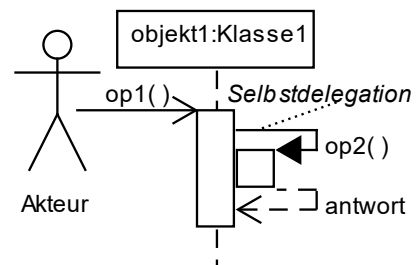 objekt1:Klasse1
op1( )
Selbstdelegation
op2( )
Akteur
antwort